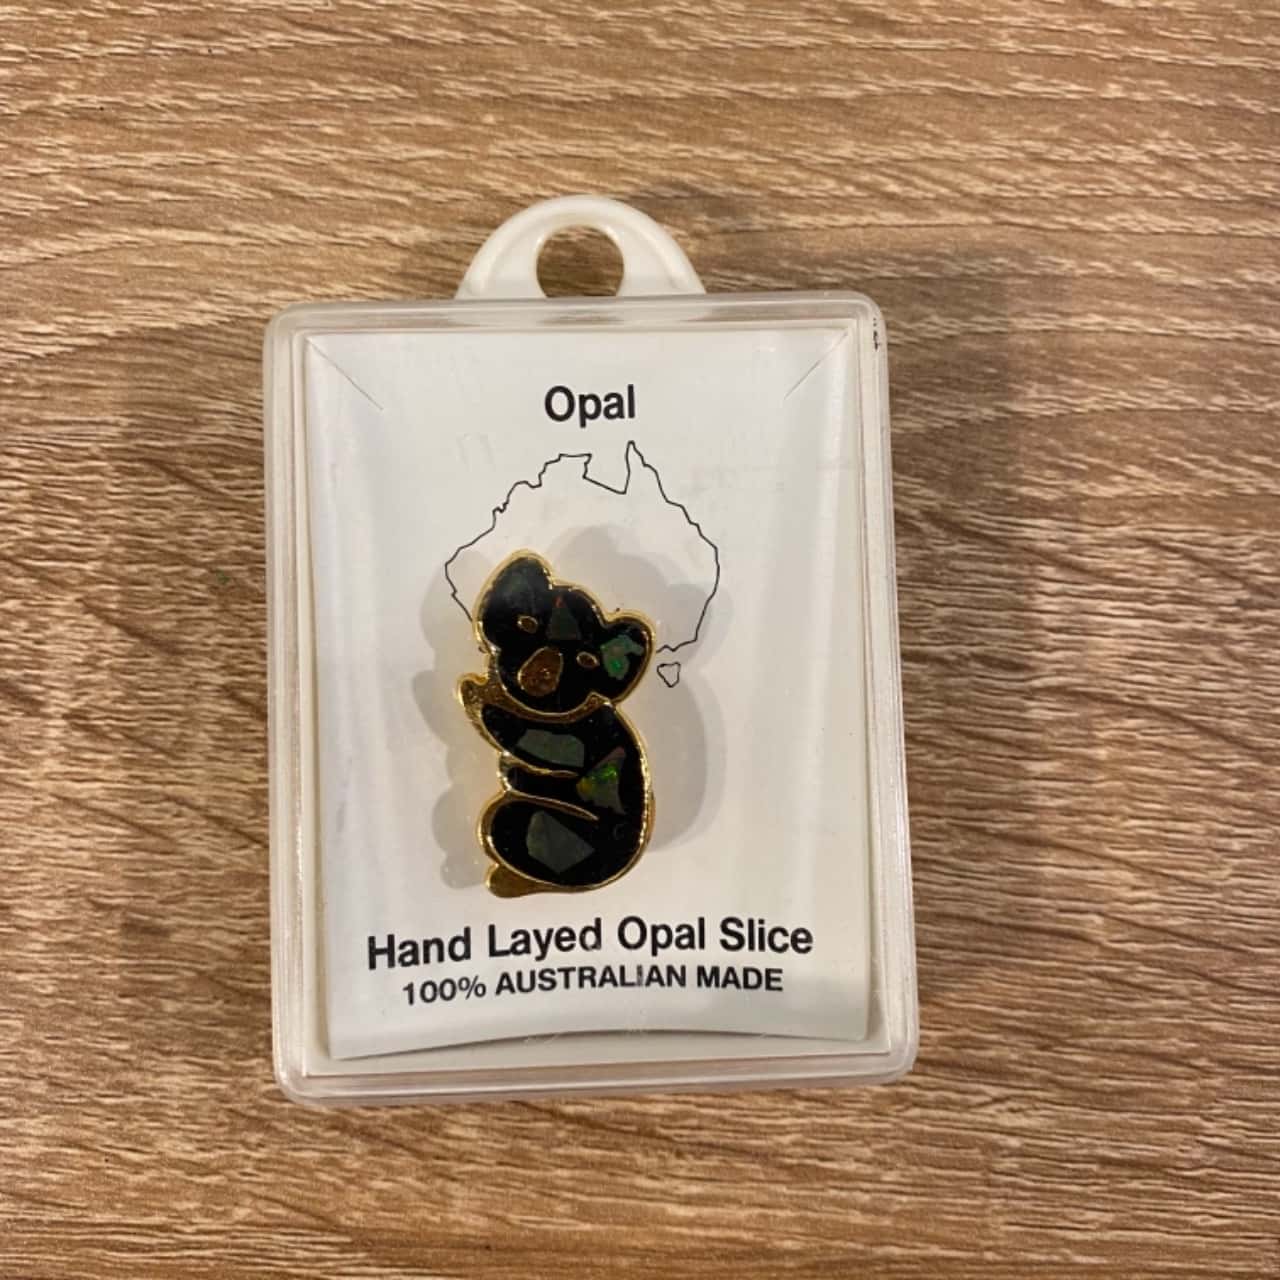 Opal
Hand Layed Opal Slice
100% AUSTRALIAN MADE